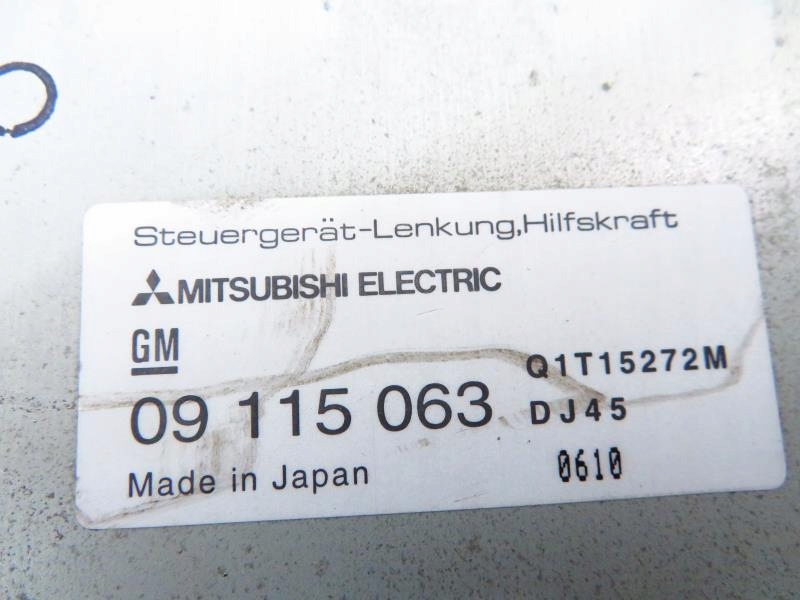 Steuergerät-Lenkung,Hilfskraft
MITSUBISHI ELECTRIC
GM
Q1T15272M
09 115 063 DJ45
Made in Japan 0610